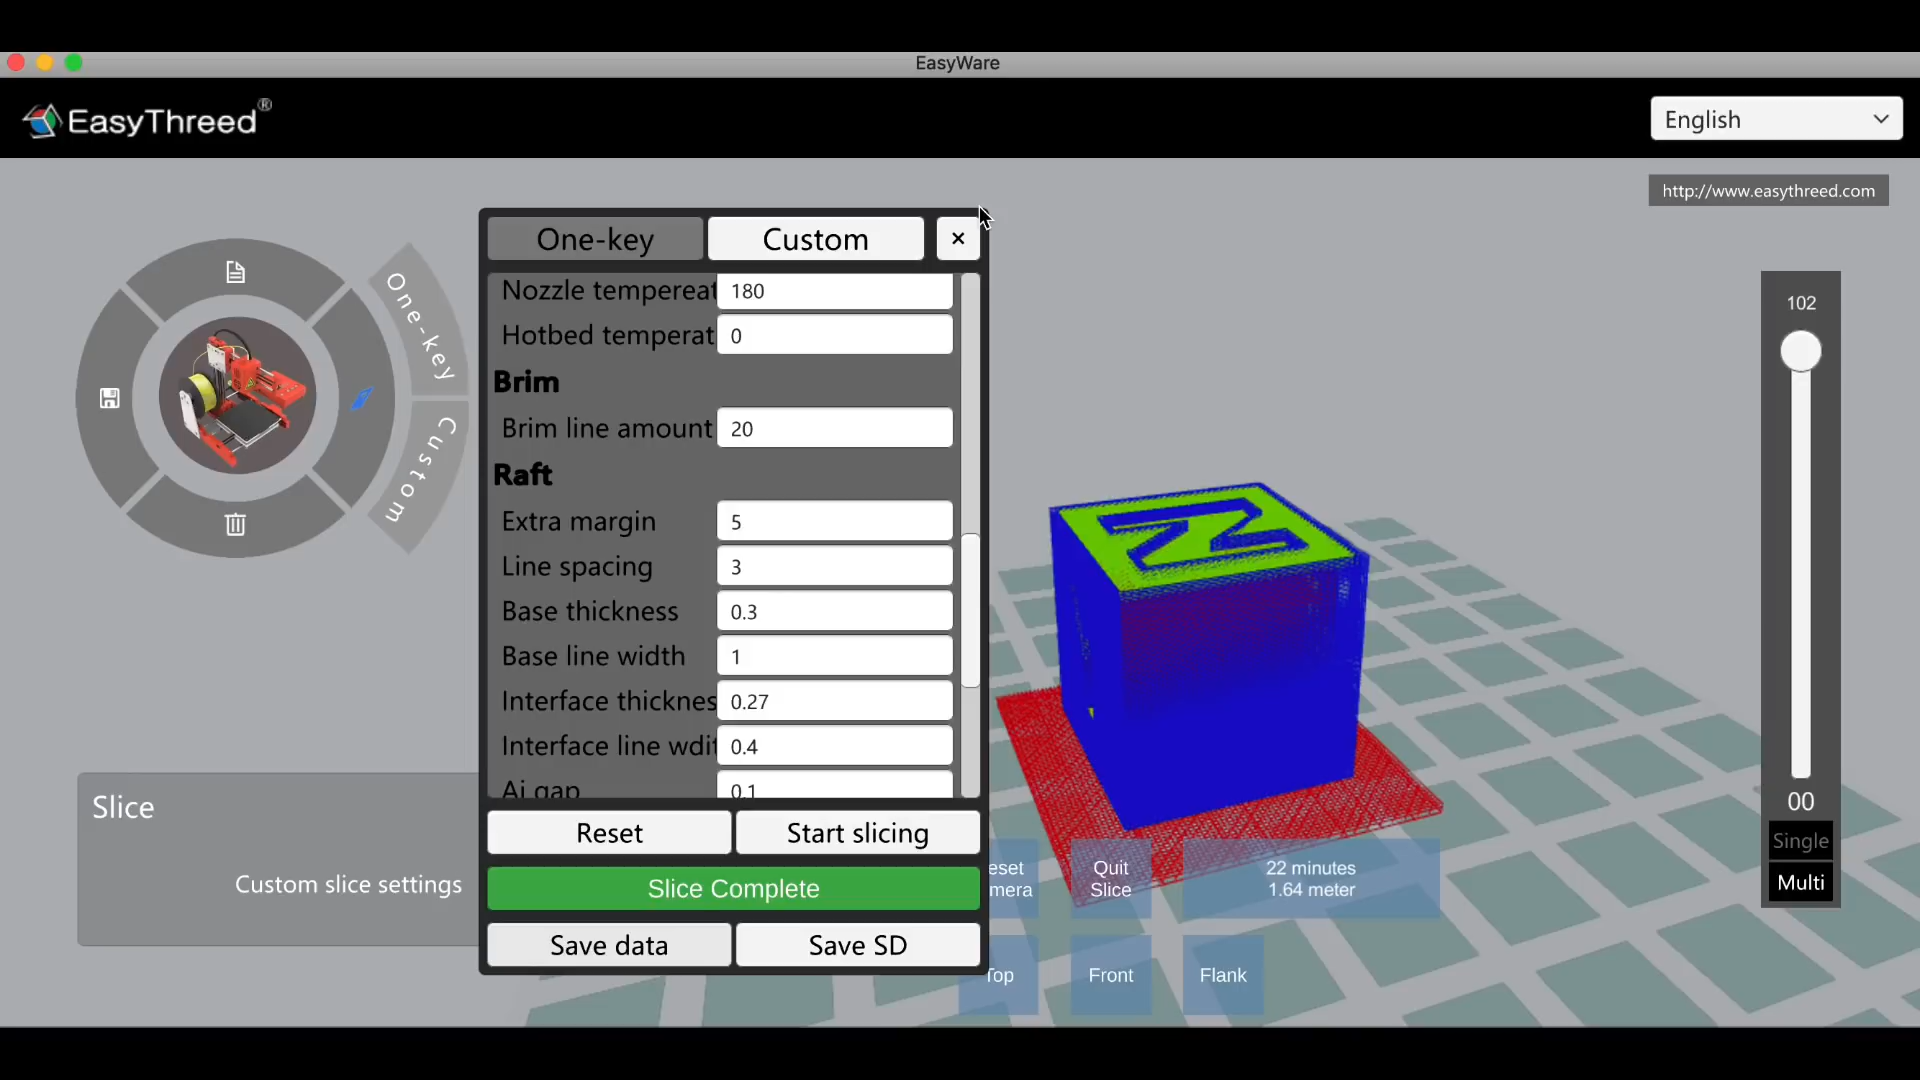 EasyWare
EasyThreed®
English
http://www.easythreed.com
One-key
Custom
One-key
Custom
×
Nozzle tempereat
180
Hotbed temperat
0
Brim
Brim line amount
20
Raft
Extra margin
5
Line spacing
3
Base thickness
0.3
Base line width
1
Interface thicknes
0.27
Interface line wdit
0.4
Ai gap
0.1
Reset
Start slicing
Slice Complete
Save data
Save SD
Slice
Custom slice settings
eset
mera
Quit
Slice
22 minutes
1.64 meter
Top
Front
Flank
102
00
Single
Multi
Z